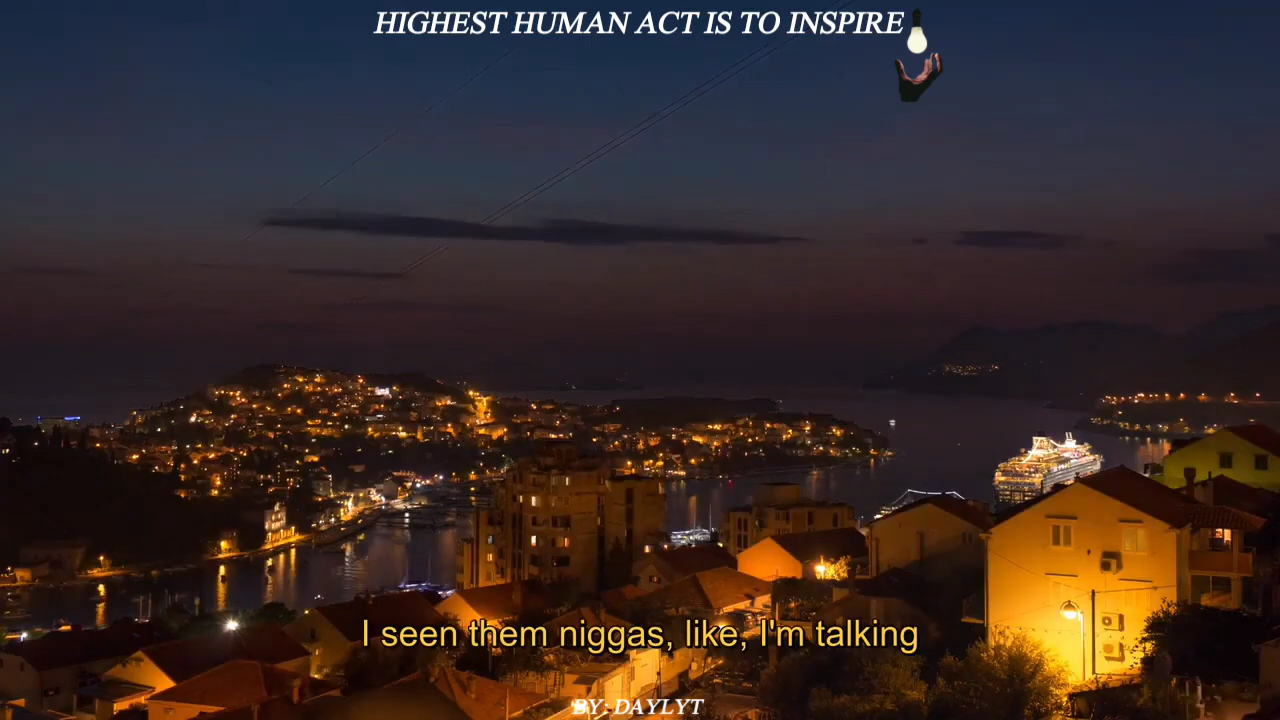 HIGHEST HUMAN ACT IS TO INSPIRE
I seen them niggas, like, I'm talking
BY: DAYLYT